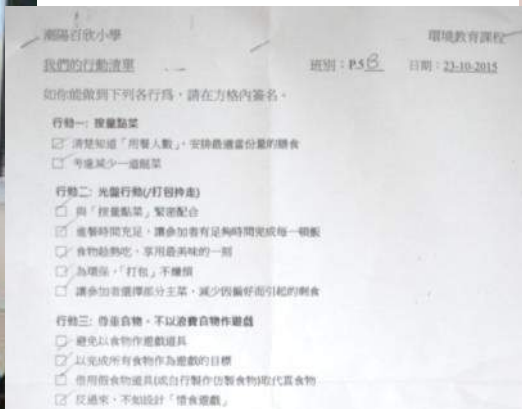 潮陽百欣小學 環境教育課程
我們的行動清單 班別：P.5B 日期：23-10-2015
如你能做到下列各行為，請在方格內簽名。
行動一: 按量點菜
清楚知道「用餐人數」，安排最適當份量的膳食
考慮減少一道餸菜
行動二: 光盤行動(/打包拎走)
與「按量點菜」緊密配合
進餐時間充足，讓參加者有足夠時間完成每一頓飯
食物趁熱吃，享用最美味的一刻
為環保，「打包」不嫌煩
讓參加者選擇部分主菜，減少因偏好而引起的剩食
行動三: 尊重食物，不以浪費食物作遊戲
避免以食物作遊戲道具
以完成所有食物作為遊戲的目標
借用假食物道具(或自行製作仿製食物)取代真食物
反過來，不如設計「惜食遊戲」